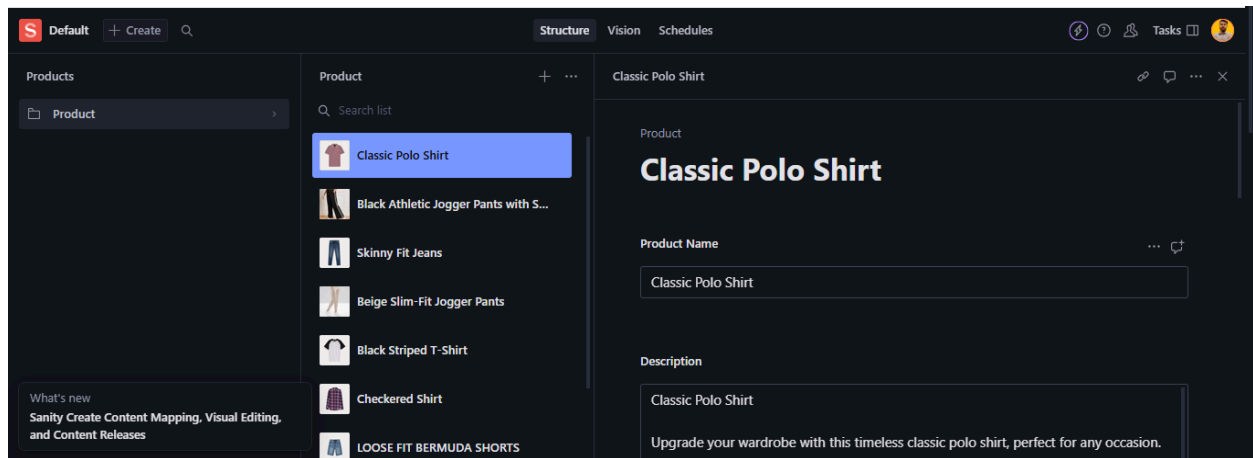 S Default + Create Structure Vision Schedules Tasks
Products
Product
Product
Search list
Classic Polo Shirt
Black Athletic Jogger Pants with S...
Skinny Fit Jeans
Beige Slim-Fit Jogger Pants
Black Striped T-Shirt
Checkered Shirt
LOOSE FIT BERMUDA SHORTS
What's new
Sanity Create Content Mapping, Visual Editing,
and Content Releases
Classic Polo Shirt
Product
Classic Polo Shirt
Product Name
Classic Polo Shirt
Description
Classic Polo Shirt
Upgrade your wardrobe with this timeless classic polo shirt, perfect for any occasion.